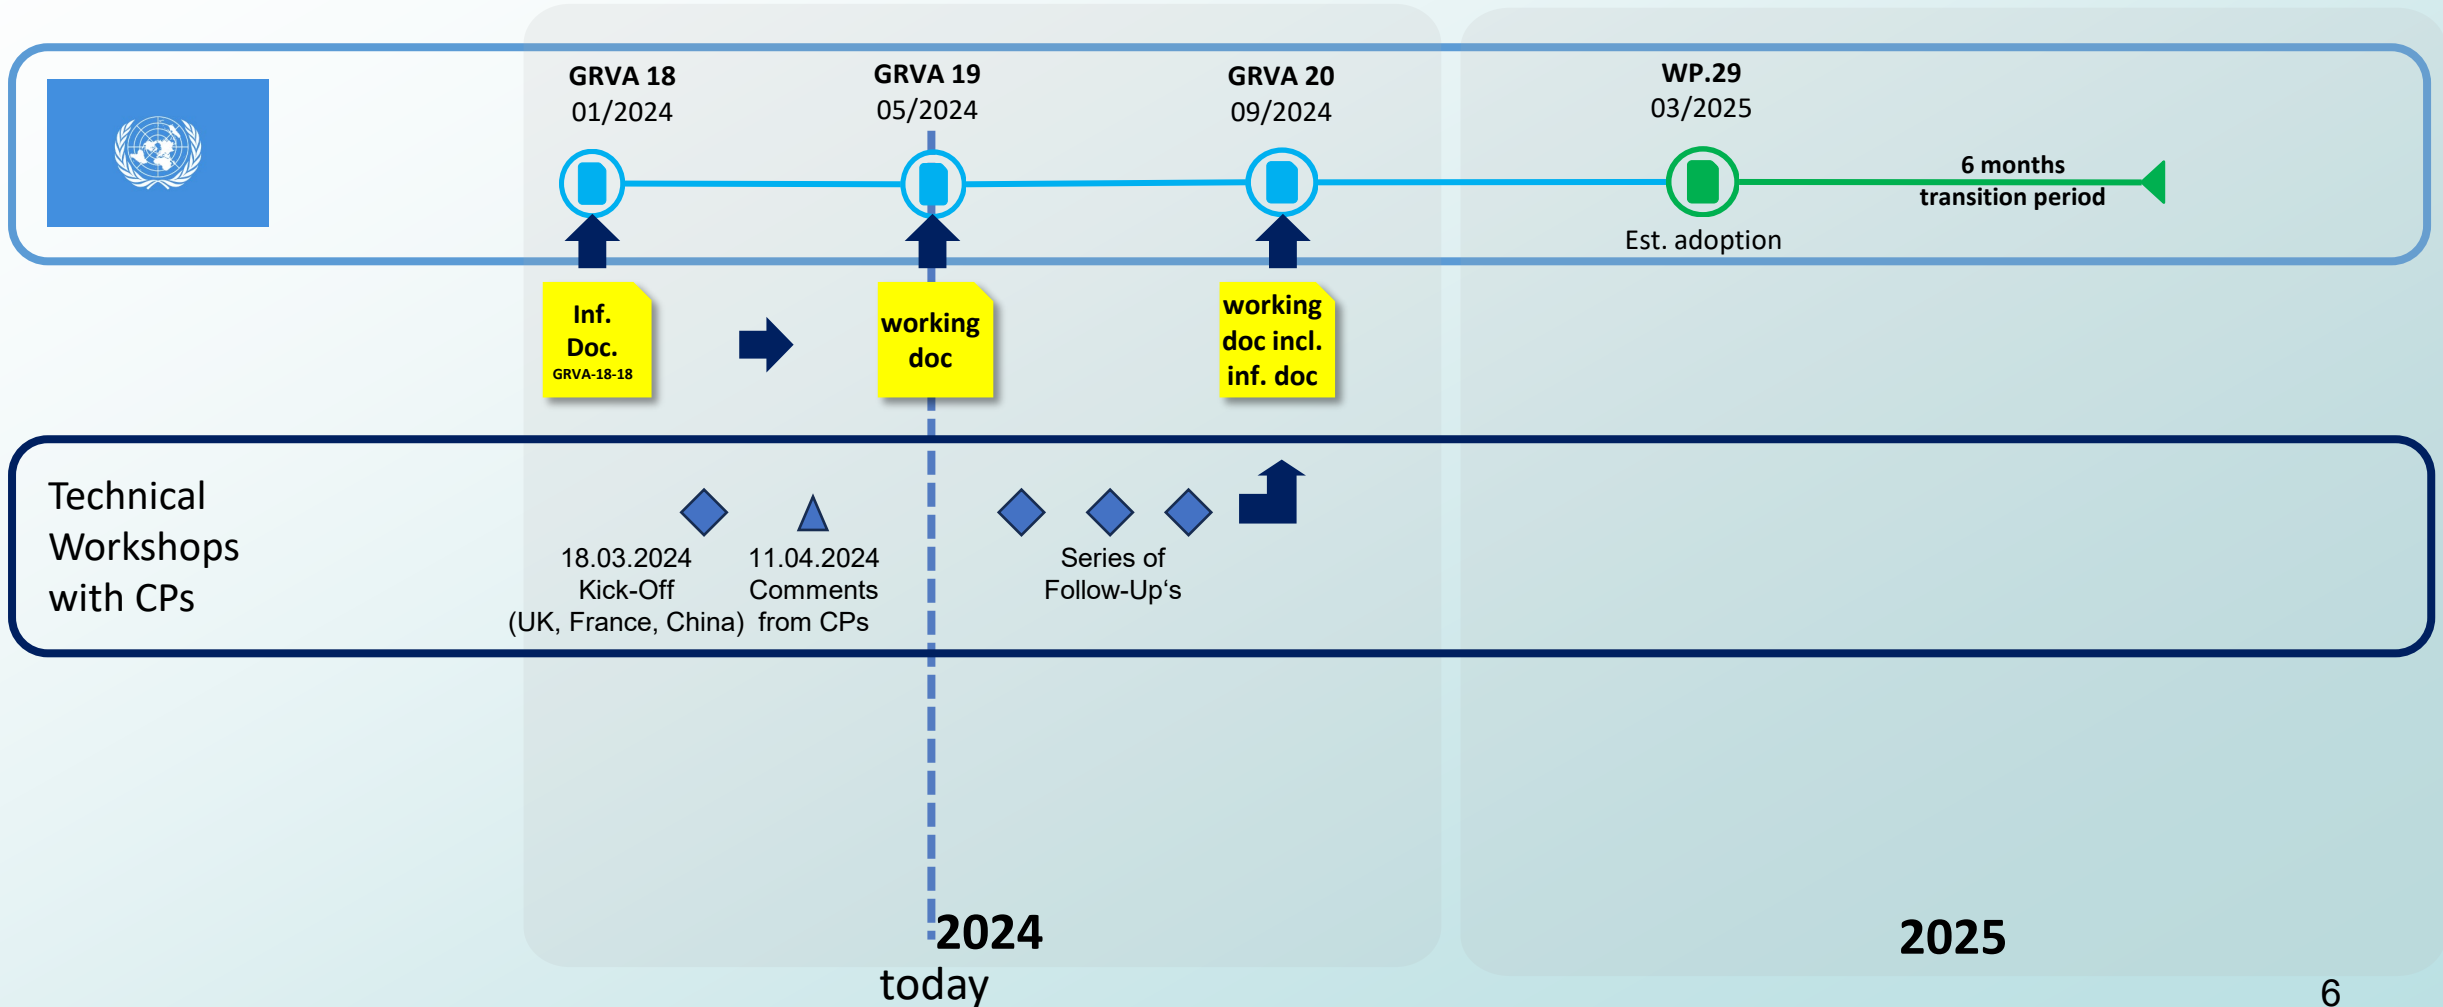 GRVA 18
01/2024
GRVA 19
05/2024
GRVA 20
09/2024
WP.29
03/2025
6 months
transition period
Est. adoption
Inf.
Doc.
GRVA-18-18
working
doc
working
doc incl.
inf. doc
Technical
Workshops
with CPs
18.03.2024
Kick-Off
(UK, France, China)
11.04.2024
Comments
from CPs
Series of
Follow-Up‘s
2024
today
2025
6